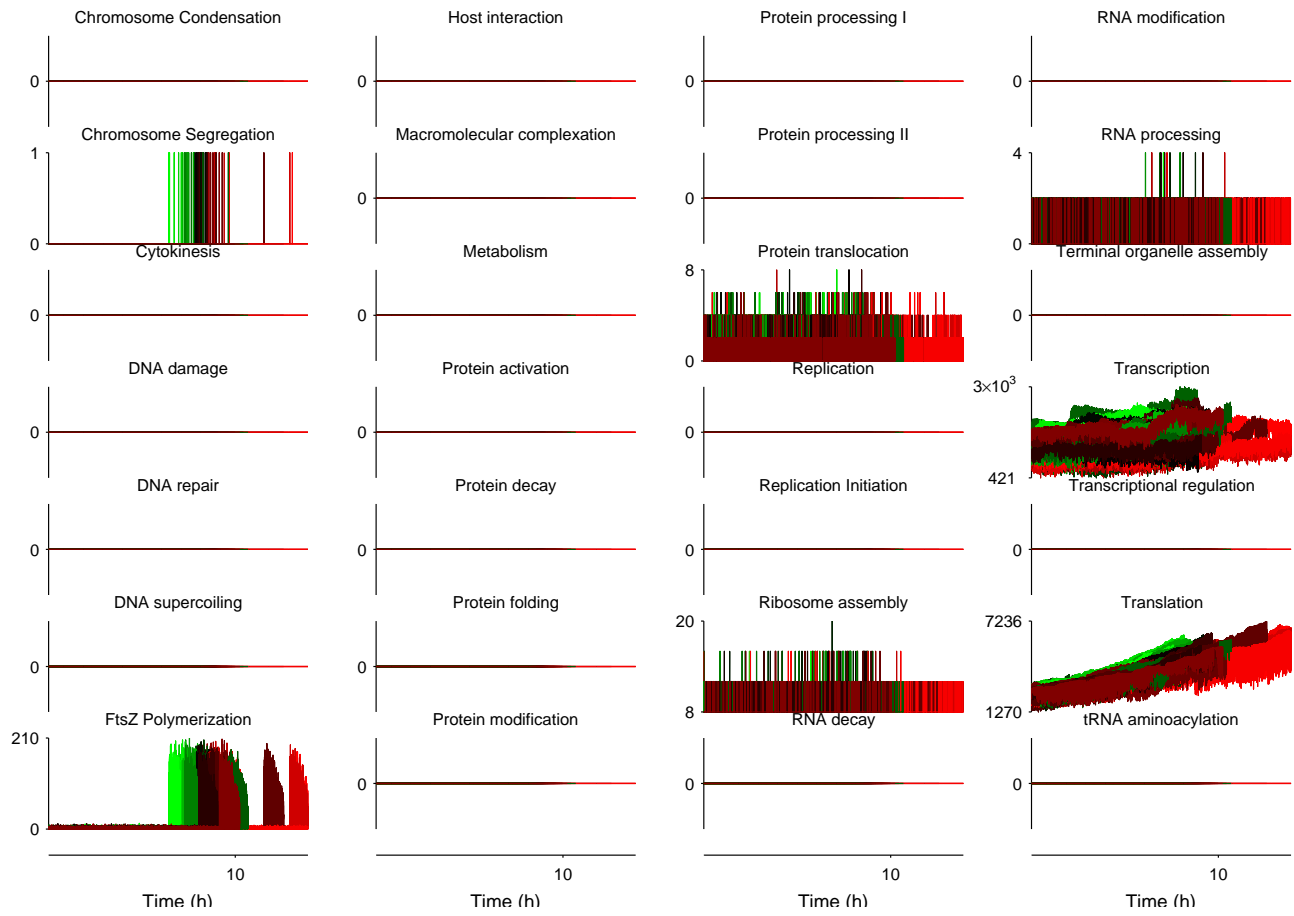 Chromosome Condensation
0
Chromosome Segregation
1
0
Cytokinesis
0
DNA damage
0
DNA repair
0
DNA supercoiling
0
FtsZ Polymerization
210
0
10
Time (h)
Host interaction
0
Macromolecular complexation
0
Metabolism
0
Protein activation
0
Protein decay
0
Protein folding
0
Protein modification
0
10
Time (h)
Protein processing I
0
Protein processing II
0
Protein translocation
8
0
Replication
0
Replication Initiation
0
Ribosome assembly
20
8
RNA decay
0
10
Time (h)
RNA modification
0
RNA processing
4
0
Terminal organelle assembly
0
Transcription
3×10³
421
Transcriptional regulation
0
Translation
7236
1270
tRNA aminoacylation
0
10
Time (h)